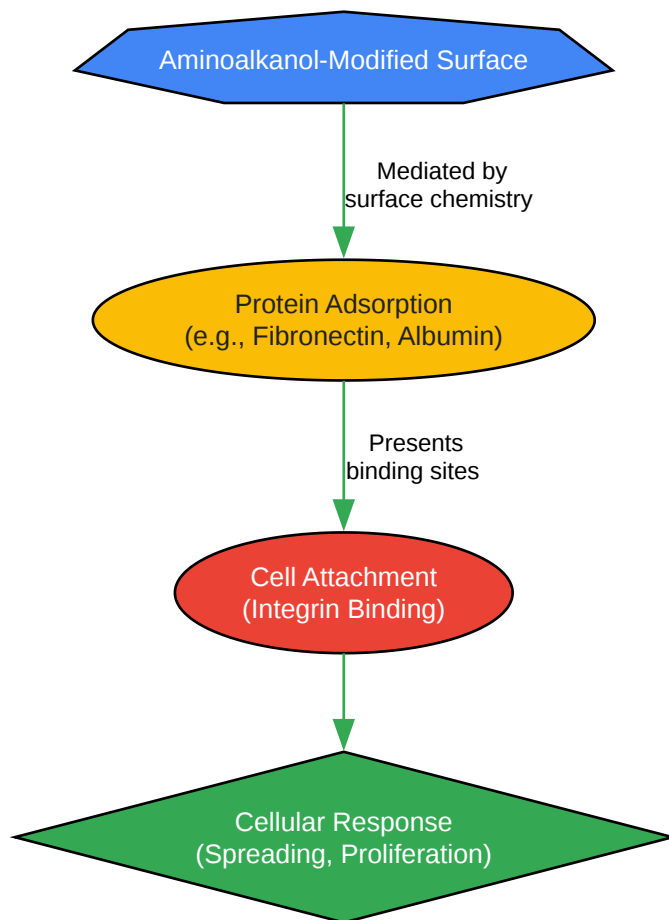 Aminoalkanol-Modified Surface
Mediated by
surface chemistry
Protein Adsorption
(e.g., Fibronectin, Albumin)
Presents
binding sites
Cell Attachment
(Integrin Binding)
Cellular Response
(Spreading, Proliferation)